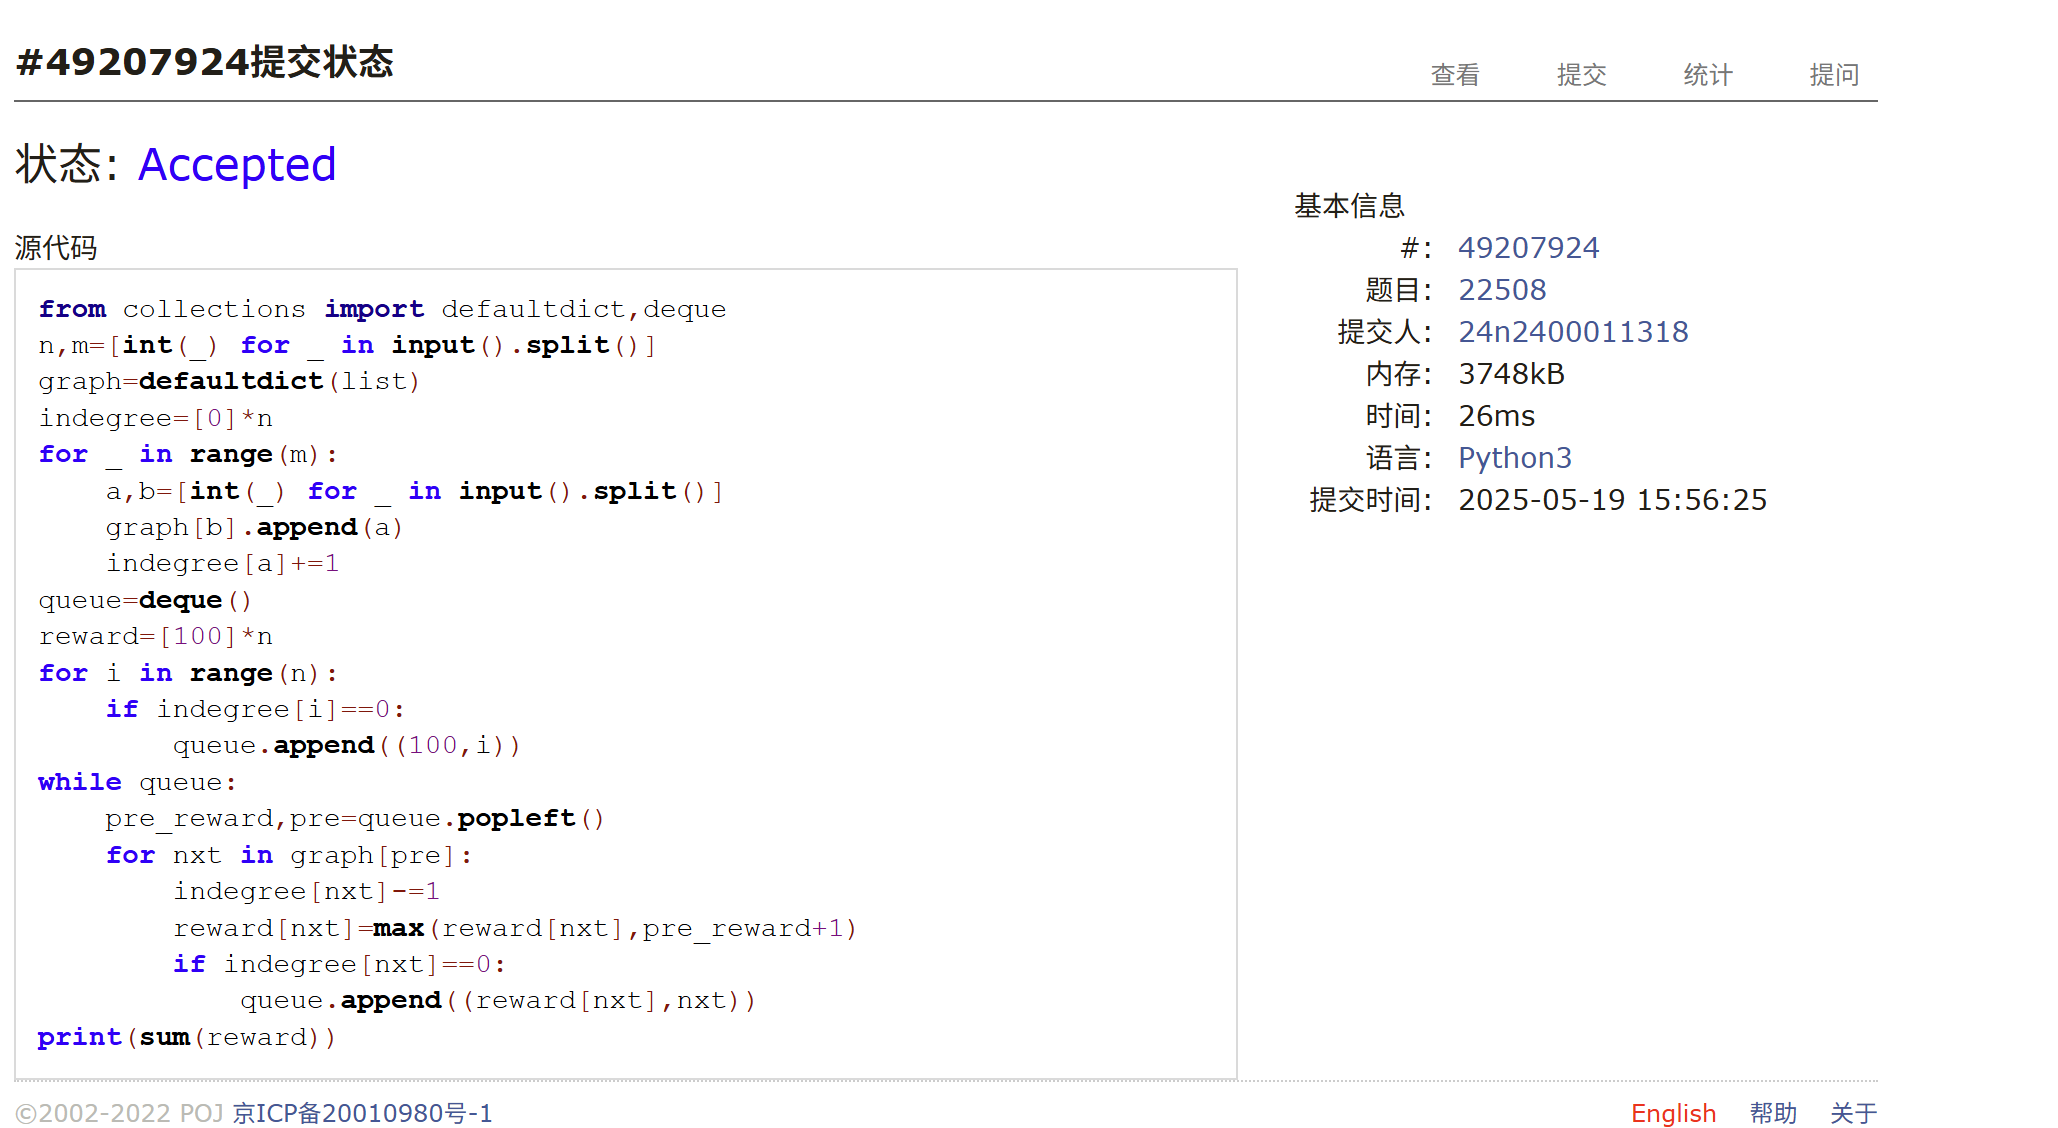 #49207924提交状态
查看 提交 统计 提问
状态: Accepted
源代码
from collections import defaultdict,deque
n,m=[int(_) for _ in input().split()]
graph=defaultdict(list)
indegree=[0]*n
for _ in range(m):
    a,b=[int(_) for _ in input().split()]
    graph[b].append(a)
    indegree[a]+=1
queue=deque()
reward=[100]*n
for i in range(n):
    if indegree[i]==0:
        queue.append((100,i))
while queue:
    pre_reward,pre=queue.popleft()
    for nxt in graph[pre]:
        indegree[nxt]-=1
        reward[nxt]=max(reward[nxt],pre_reward+1)
        if indegree[nxt]==0:
            queue.append((reward[nxt],nxt))
print(sum(reward))
基本信息
#: 49207924
题目: 22508
提交人: 24n2400011318
内存: 3748kB
时间: 26ms
语言: Python3
提交时间: 2025-05-19 15:56:25
©2002-2022 POJ 京ICP备20010980号-1
English 帮助 关于